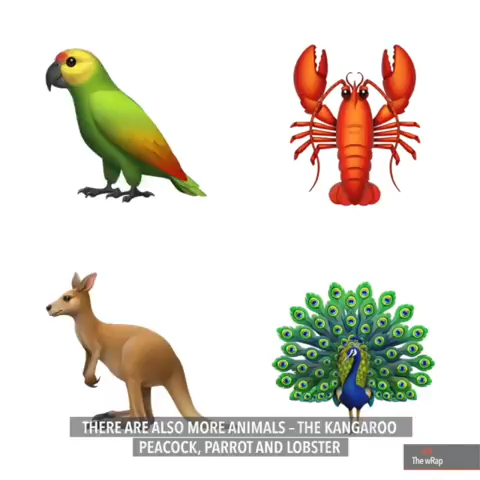 THERE ARE ALSO MORE ANIMALS – THE KANGAROO
PEACOCK, PARROT AND LOBSTER
The wRap